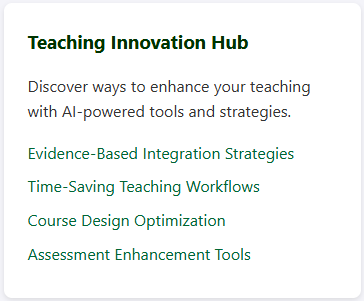 Teaching Innovation Hub
Discover ways to enhance your teaching
with AI-powered tools and strategies.
Evidence-Based Integration Strategies
Time-Saving Teaching Workflows
Course Design Optimization
Assessment Enhancement Tools